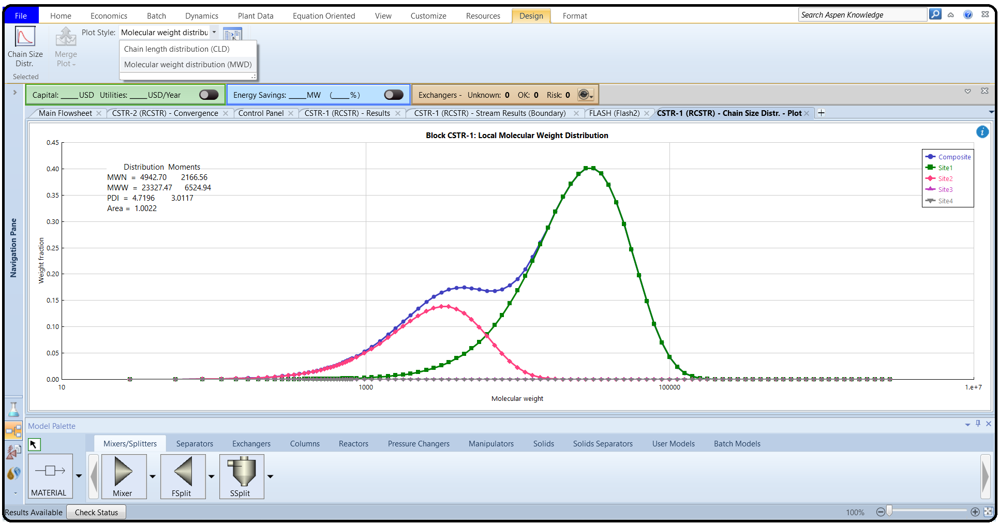 File Home Economics Batch Dynamics Plant Data Equation Oriented View Customize Resources Design Format Search Aspen Knowledge
Plot Style: Molecular weight distribu
Chain Size Distr.
Merge Plot
Selected
Chain length distribution (CLD)
Molecular weight distribution (MWD)
Capital: ____USD Utilities: ____USD/Year Energy Savings: ____MW (____%) Exchangers - Unknown: 0 OK: 0 Risk: 0
Main Flowsheet CSTR-2 (RCSTR) - Convergence Control Panel CSTR-1 (RCSTR) - Results CSTR-1 (RCSTR) - Stream Results (Boundary) FLASH (Flash2) CSTR-1 (RCSTR) - Chain Size Distr. - Plot
Navigation Pane
Block CSTR-1: Local Molecular Weight Distribution
Distribution Moments
MWN = 4942.70 2166.56
MWW = 23327.47 6524.94
PDI = 4.7196 3.0117
Area = 1.0022
Composite
Site1
Site2
Site3
Site4
Weight fraction
0.45
0.40
0.35
0.30
0.25
0.20
0.15
0.10
0.05
0.00
10 1000 100000 1.e+7
Molecular weight
Model Palette
Mixers/Splitters Separators Exchangers Columns Reactors Pressure Changers Manipulators Solids Solids Separators User Models Batch Models
MATERIAL Mixer FSplit SSplit
Results Available Check Status 100%